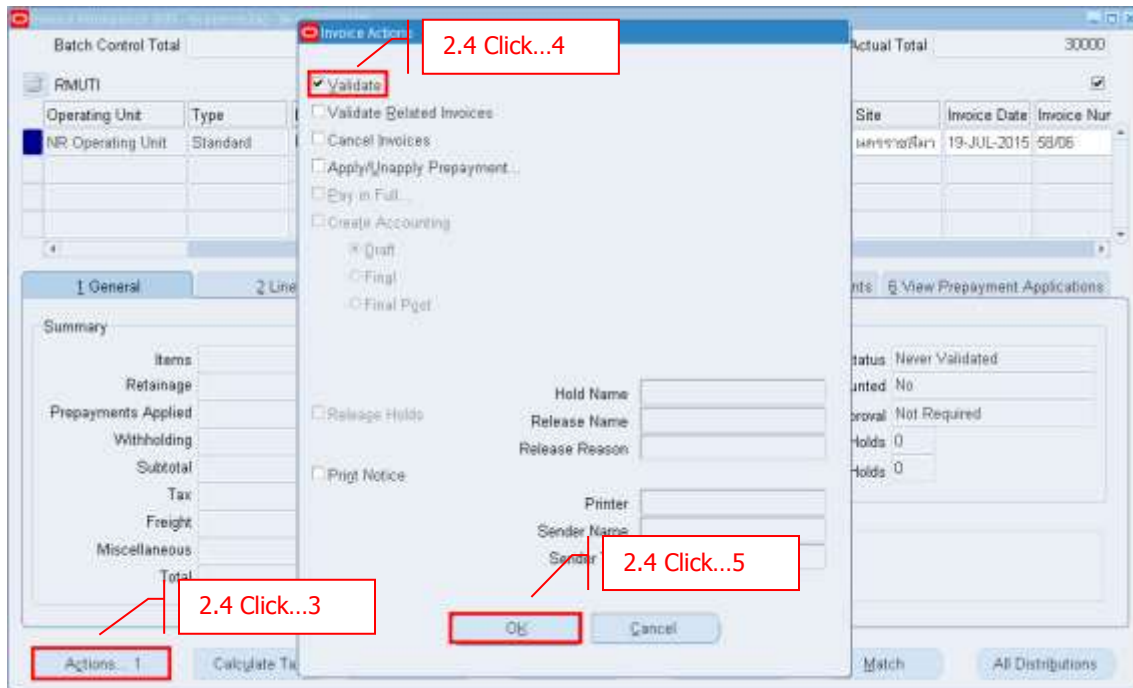 Invoice Actions
2.4 Click...4
Batch Control Total
Actual Total 30000
RMUTI
Validate
Operating Unit Type Site Invoice Date Invoice Nur
Validate Related Invoices
NR Operating Unit Standard นครราชสีมา 19-JUL-2015 58/06
Cancel Invoices
Apply/Unapply Prepayment...
Pay in Full...
Create Accounting
Draft
Final
Final Post
1 General 2 Line nts 6 View Prepayment Applications
Summary
Items tatus Never Validated
Retainage unted No
Hold Name
Prepayments Applied proval Not Required
Release Holds Release Name
Withholding Holds 0
Release Reason
Subtotal Holds 0
Print Notice
Tax
Printer
Freight
Sender Name
Miscellaneous
Sender
2.4 Click...5
Total
2.4 Click...3
OK Cancel
Actions... 1 Calculate Ta Match All Distributions